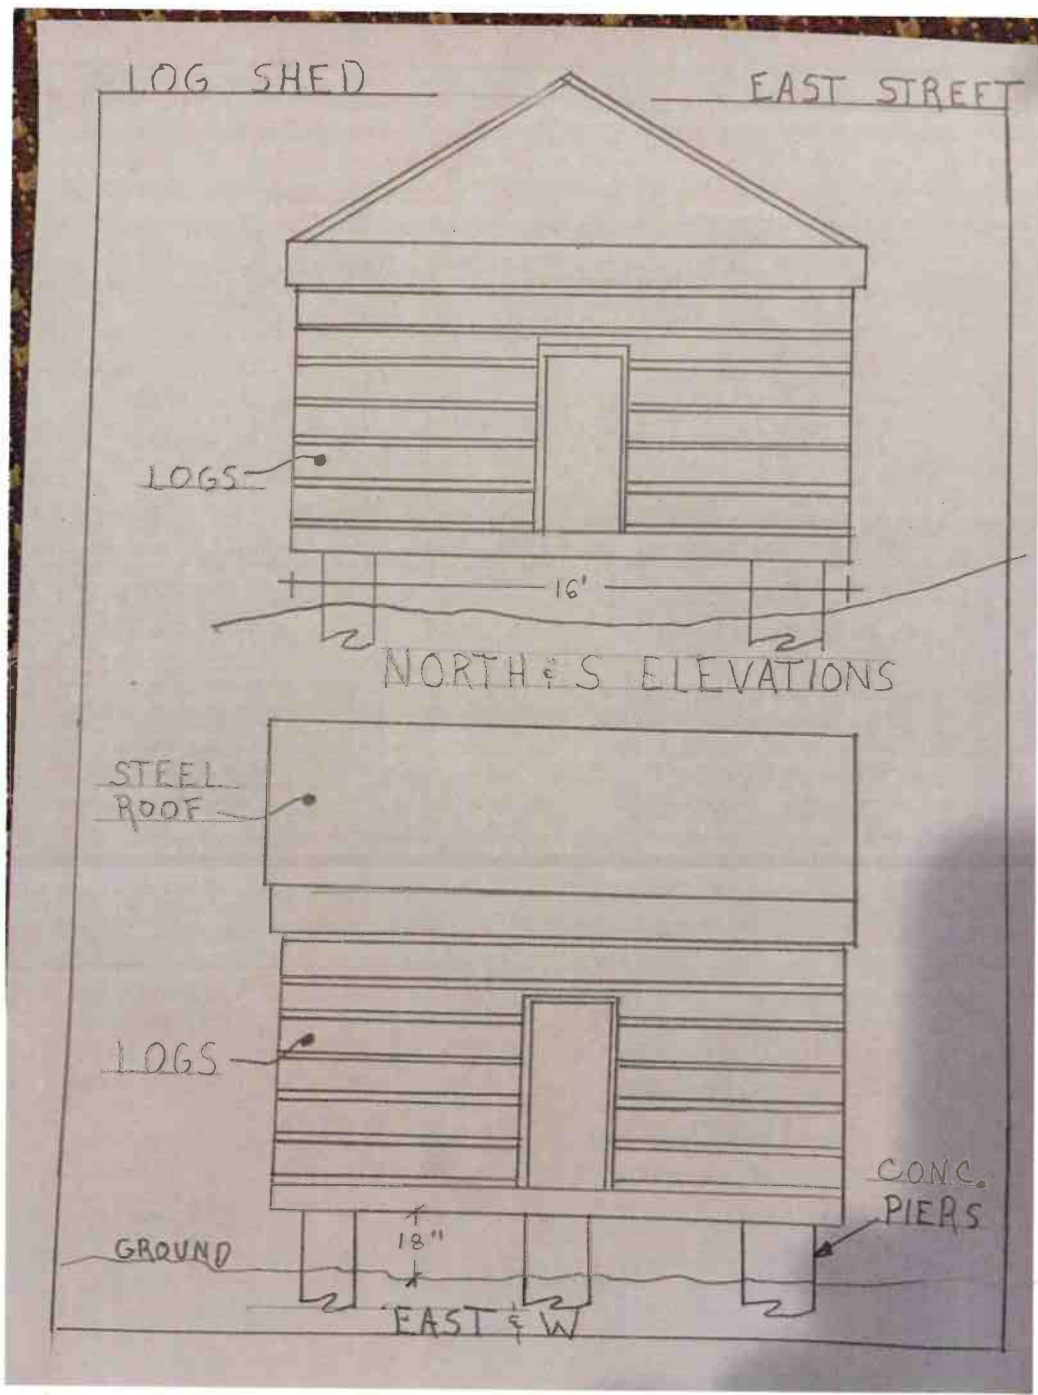 LOG SHED
EAST STREET
LOGS
16'
NORTH & S ELEVATIONS
STEEL
ROOF
LOGS
CONC.
PIERS
18"
GROUND
EAST & W